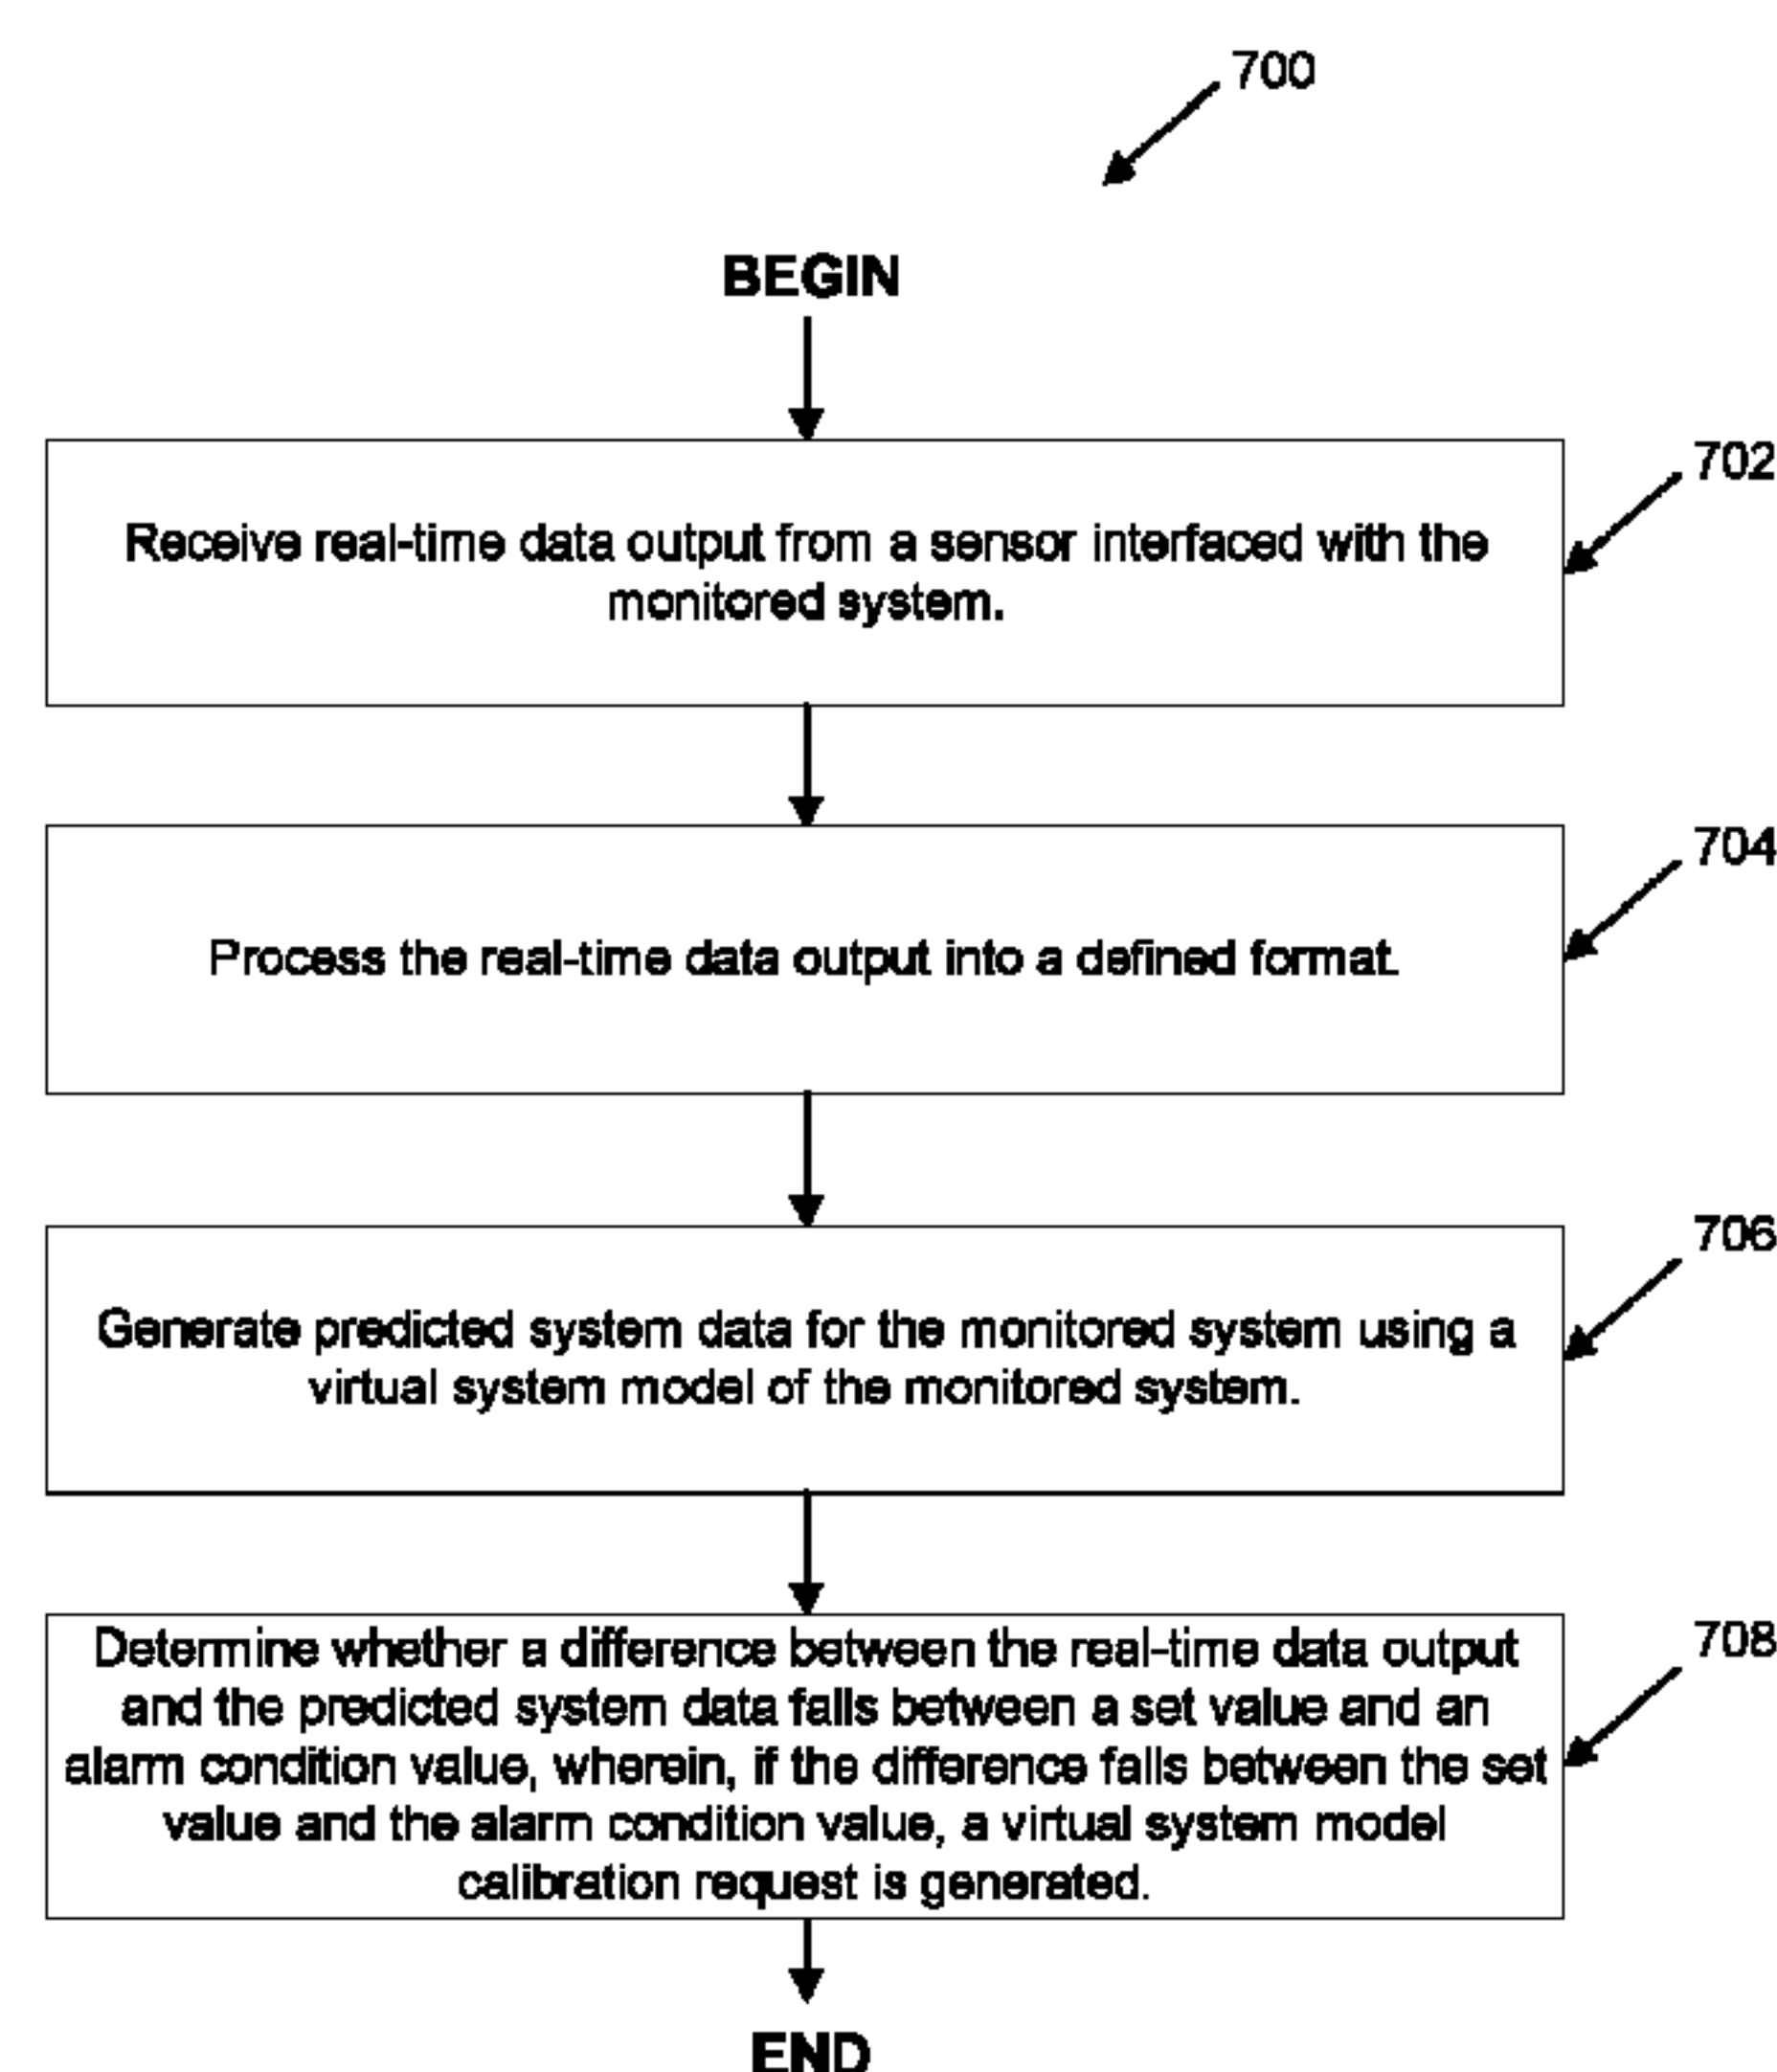 700
BEGIN
702
Receive real-time data output from a sensor interfaced with the
monitored system.
704
Process the real-time data output into a defined format.
706
Generate predicted system data for the monitored system using a
virtual system model of the monitored system.
708
Determine whether a difference between the real-time data output
and the predicted system data falls between a set value and an
alarm condition value, wherein, if the difference falls between the set
value and the alarm condition value, a virtual system model
calibration request is generated.
END